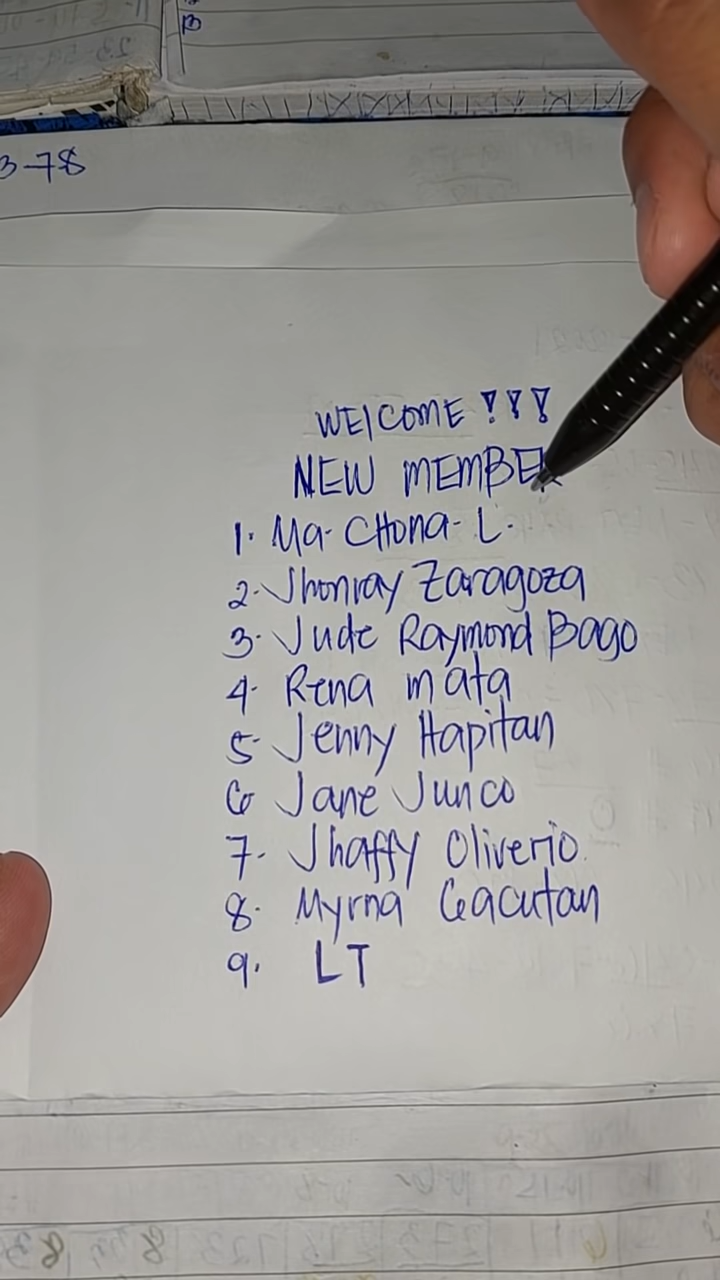 B
3-78
WElCOME !!!
NEW MEMBER
1. Ma- CHona- L.
2. Jhonray Zaragoza
3. Jude Raymond Bago
4. Rena mata
5. Jenny Hapitan
6 Jane Junco
7. Jhaffy Oliverio.
8. Myrna Gacutan
9. LT